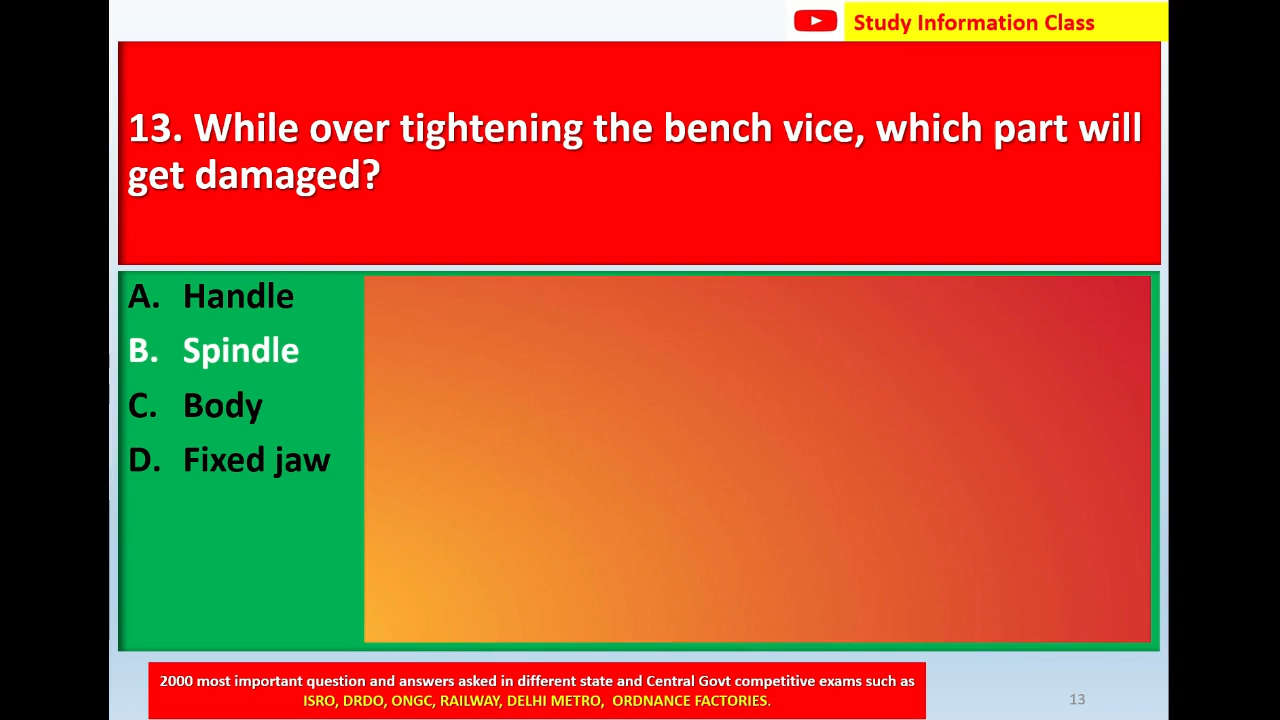 Study Information Class
13. While over tightening the bench vice, which part will
get damaged?
A. Handle
B. Spindle
C. Body
D. Fixed jaw
2000 most important question and answers asked in different state and Central Govt competitive exams such as
ISRO, DRDO, ONGC, RAILWAY, DELHI METRO, ORDNANCE FACTORIES.
13